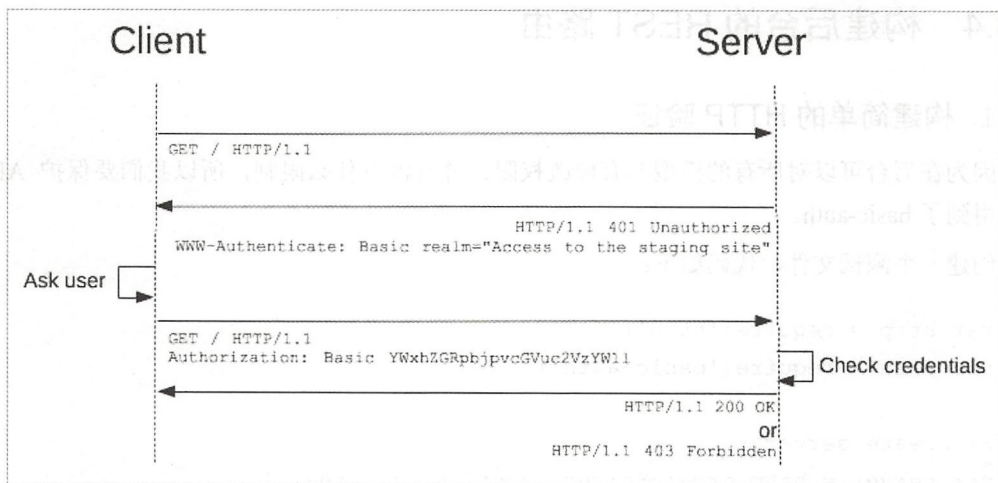 Client
Server
GET / HTTP/1.1
HTTP/1.1 401 Unauthorized
WWW-Authenticate: Basic realm="Access to the staging site"
Ask user
GET / HTTP/1.1
Authorization: Basic YWxhZGRpbjpvcGVuc2VzYW1l
Check credentials
HTTP/1.1 200 OK
or
HTTP/1.1 403 Forbidden